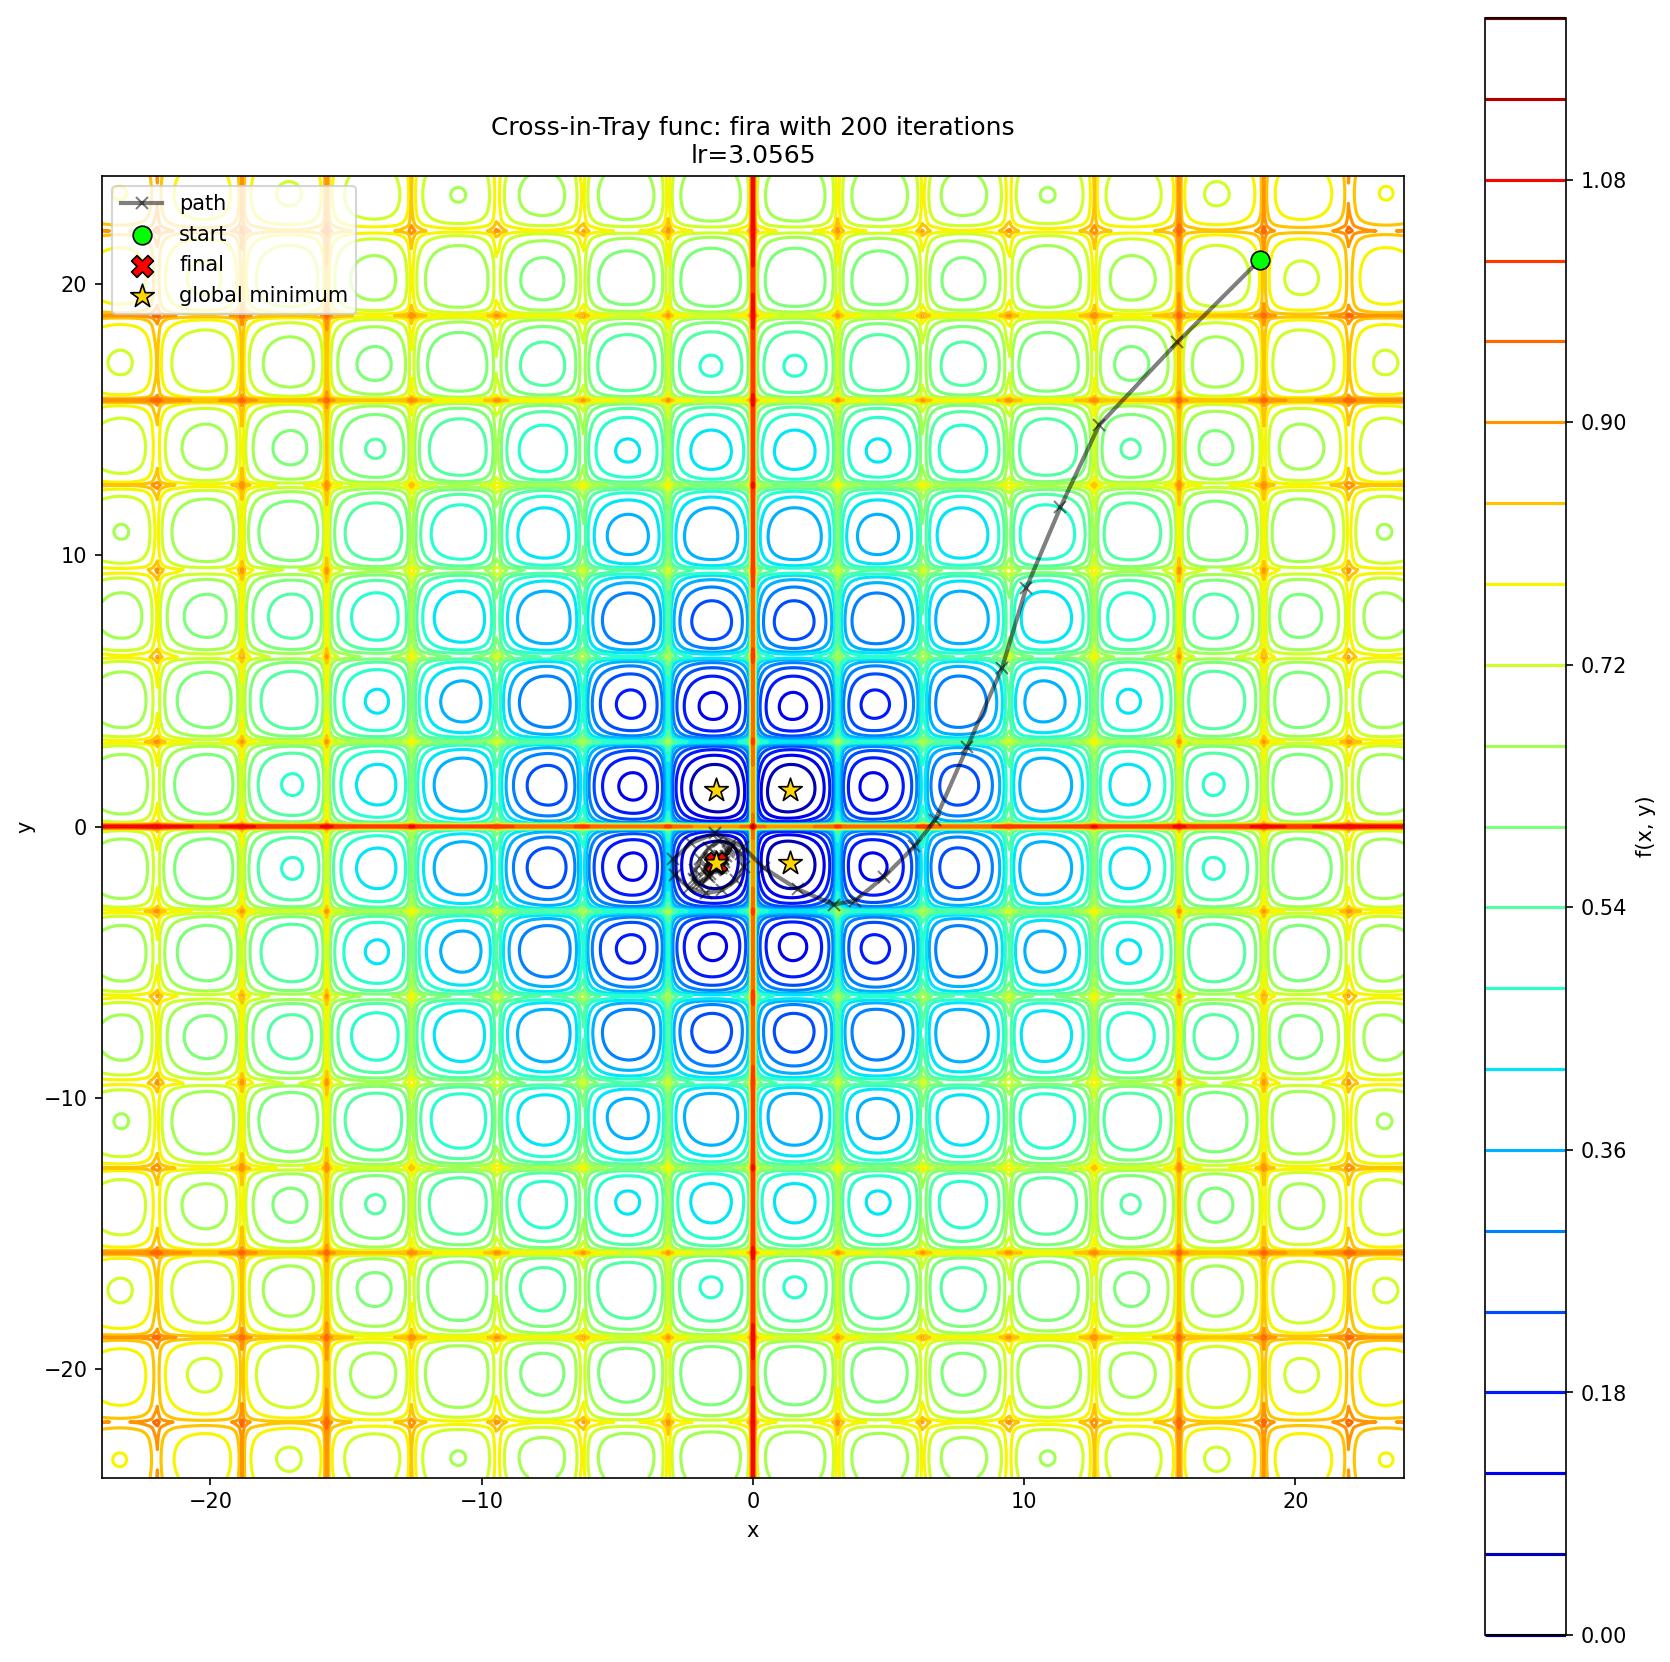 Cross-in-Tray func: fira with 200 iterations
lr=3.0565
path
start
final
global minimum
20
10
0
−10
−20
y
−20
−10
0
10
20
x
1.08
0.90
0.72
0.54
0.36
0.18
0.00
f(x, y)